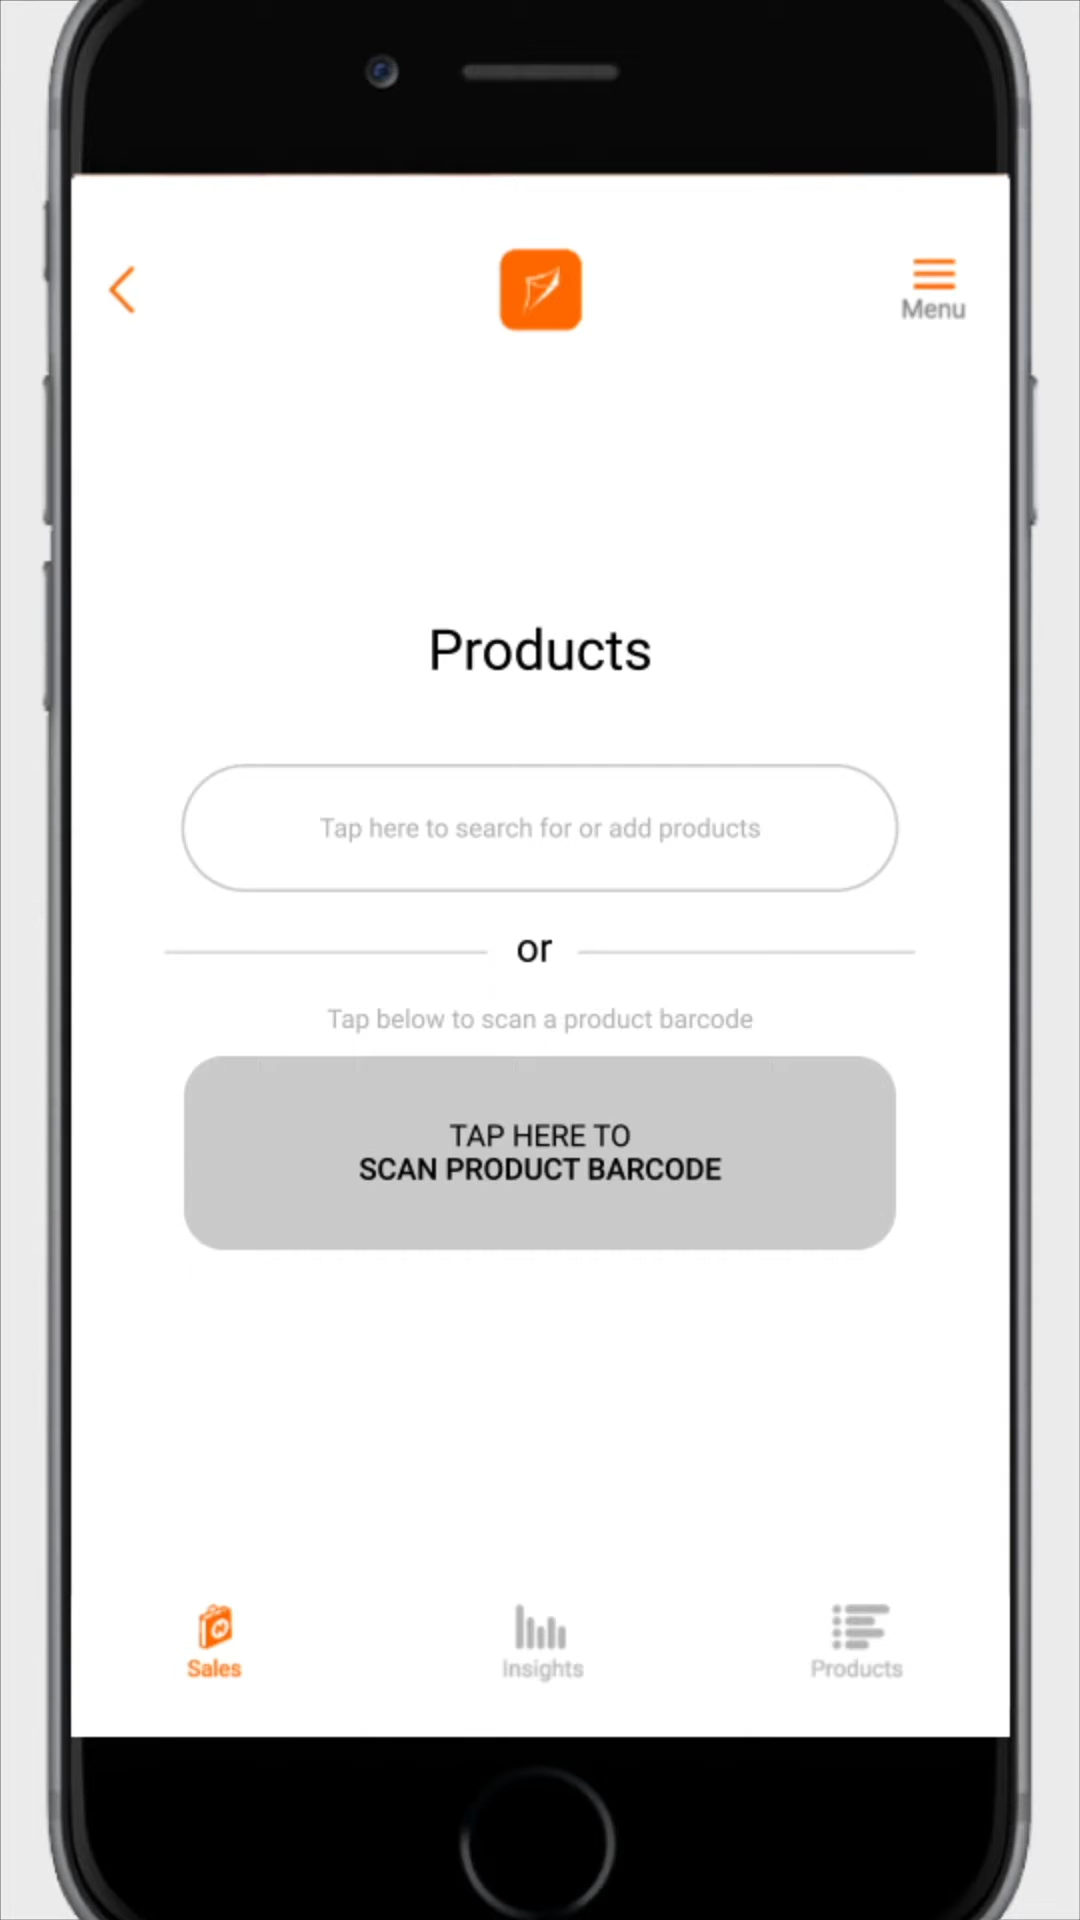 Menu
Products
Tap here to search for or add products
or
Tap below to scan a product barcode
TAP HERE TO
SCAN PRODUCT BARCODE
Sales
Insights
Products